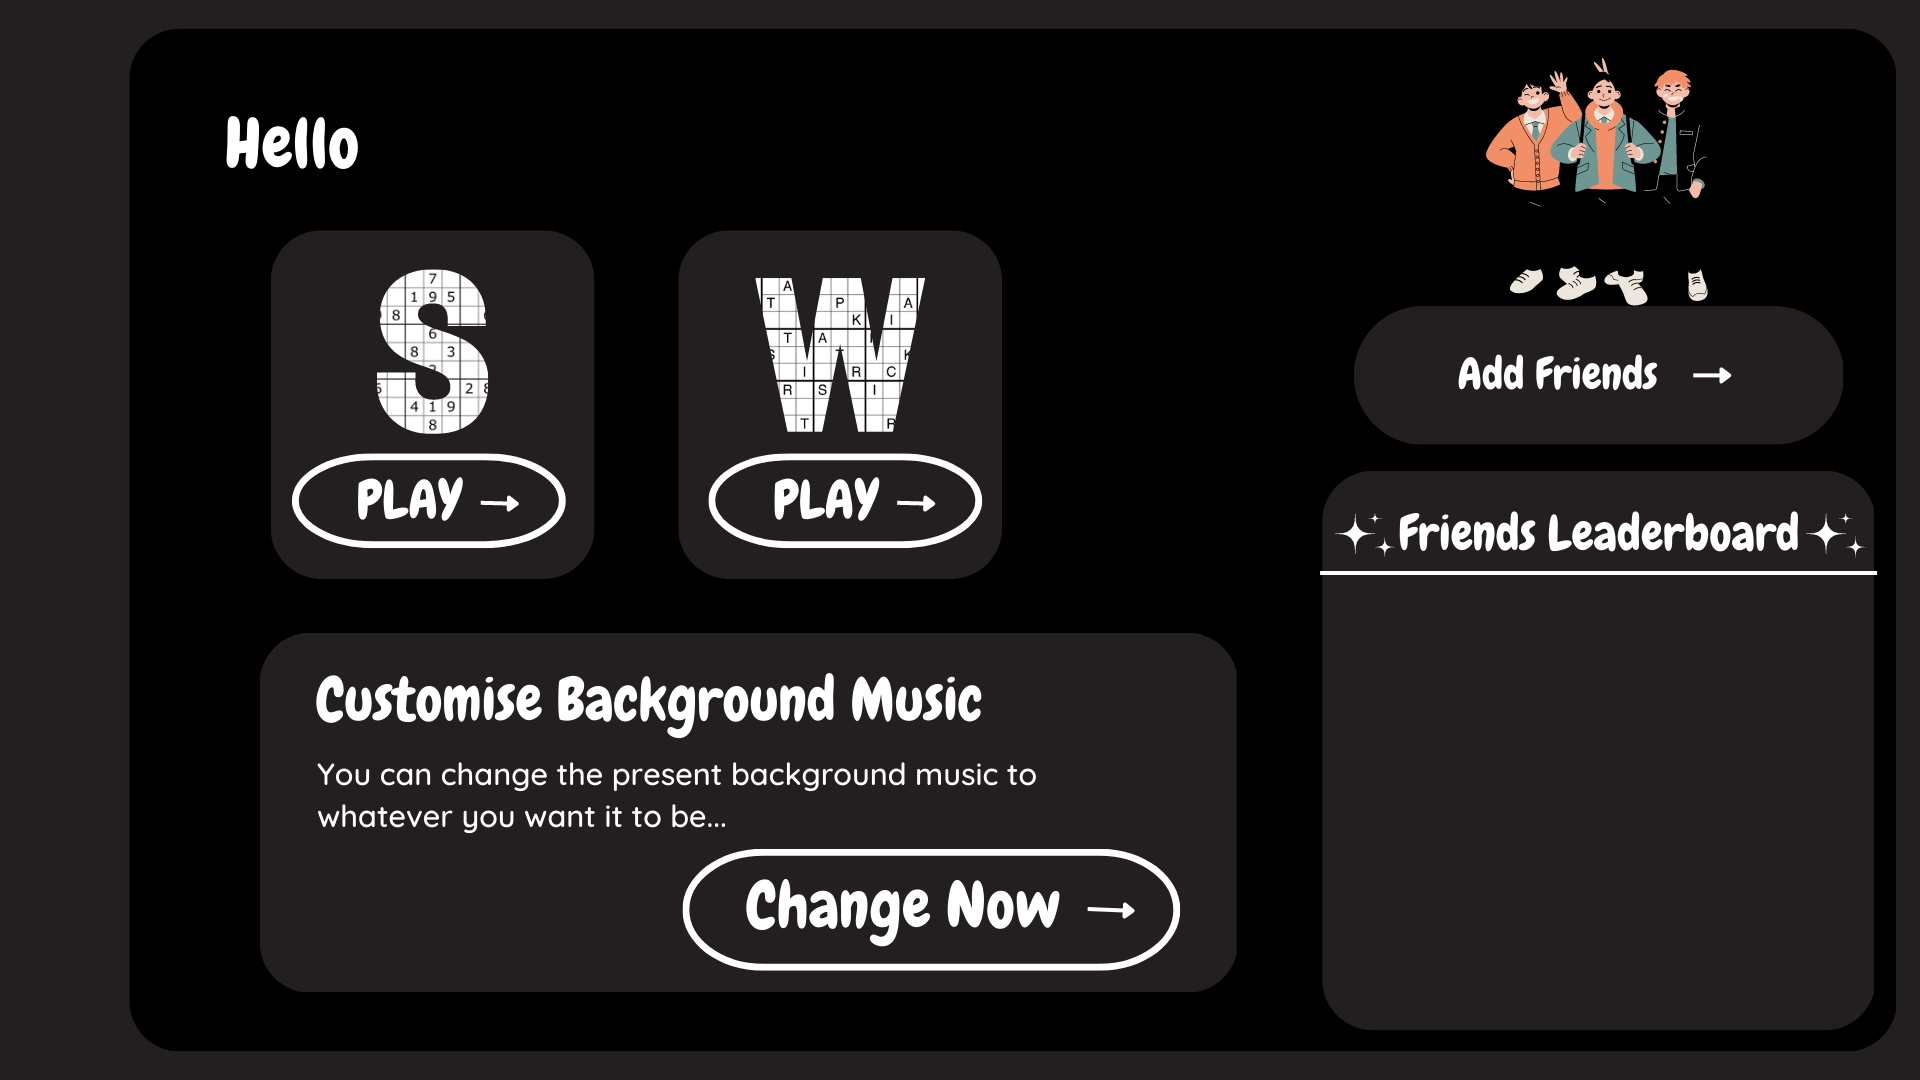 Hello
S
W
PLAY
PLAY
Add Friends
Friends Leaderboard
Customise Background Music
You can change the present background music to
whatever you want it to be...
Change Now